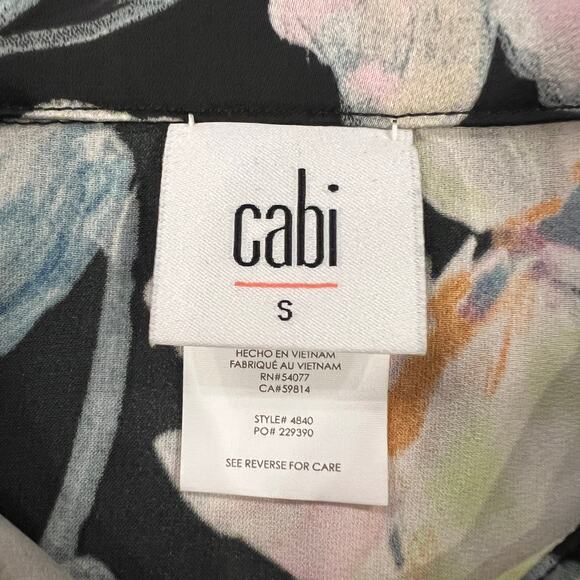 cabi
S
HECHO EN VIETNAM
FABRIQUÉ AU VIETNAM
RN#54077
CA#59814
STYLE# 4840
PO# 229390
SEE REVERSE FOR CARE